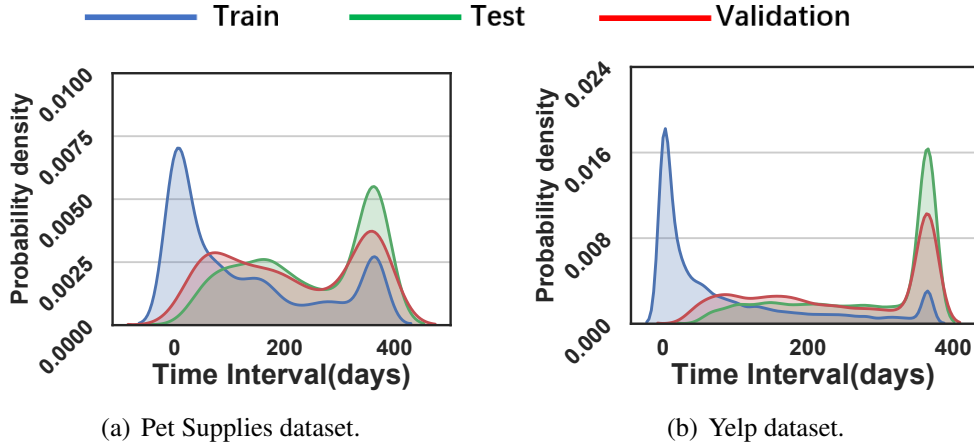 Train Test Validation
Probability density
0.0100
0.0075
0.0050
0.0025
0.0000
0 200 400
Time Interval(days)
(a) Pet Supplies dataset.
Probability density
0.024
0.016
0.008
0.000
0 200 400
Time Interval(days)
(b) Yelp dataset.